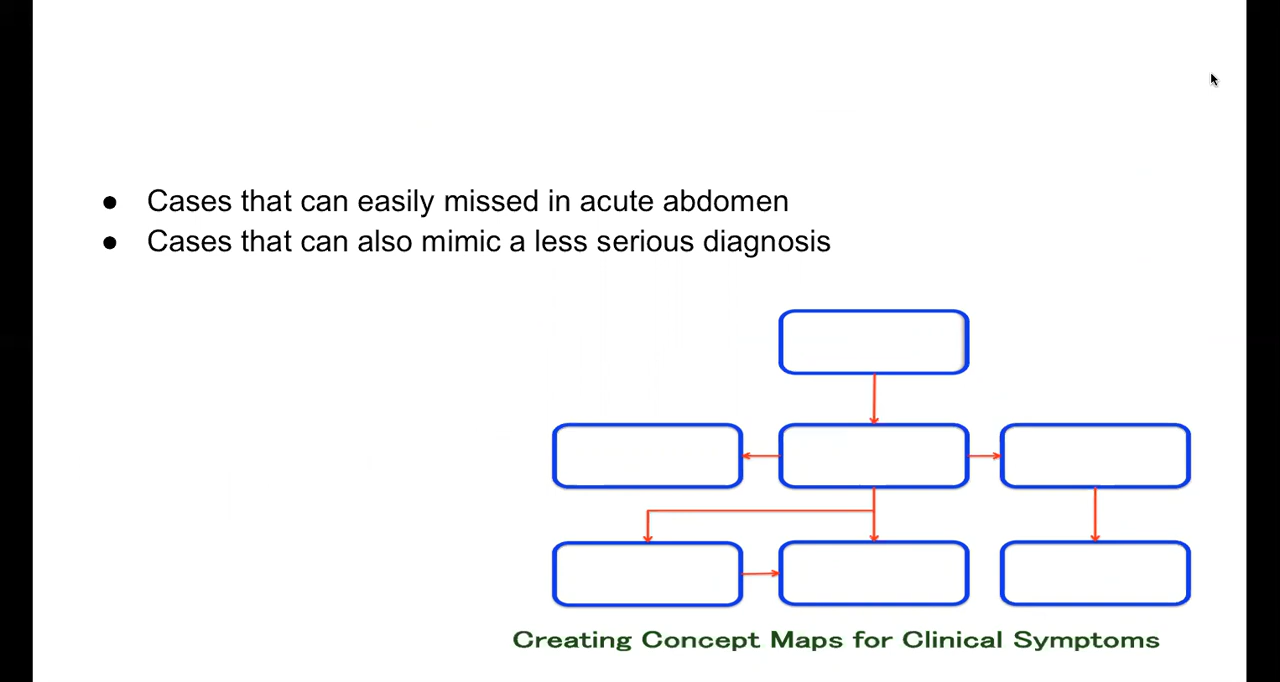 ● Cases that can easily missed in acute abdomen
● Cases that can also mimic a less serious diagnosis
Creating Concept Maps for Clinical Symptoms